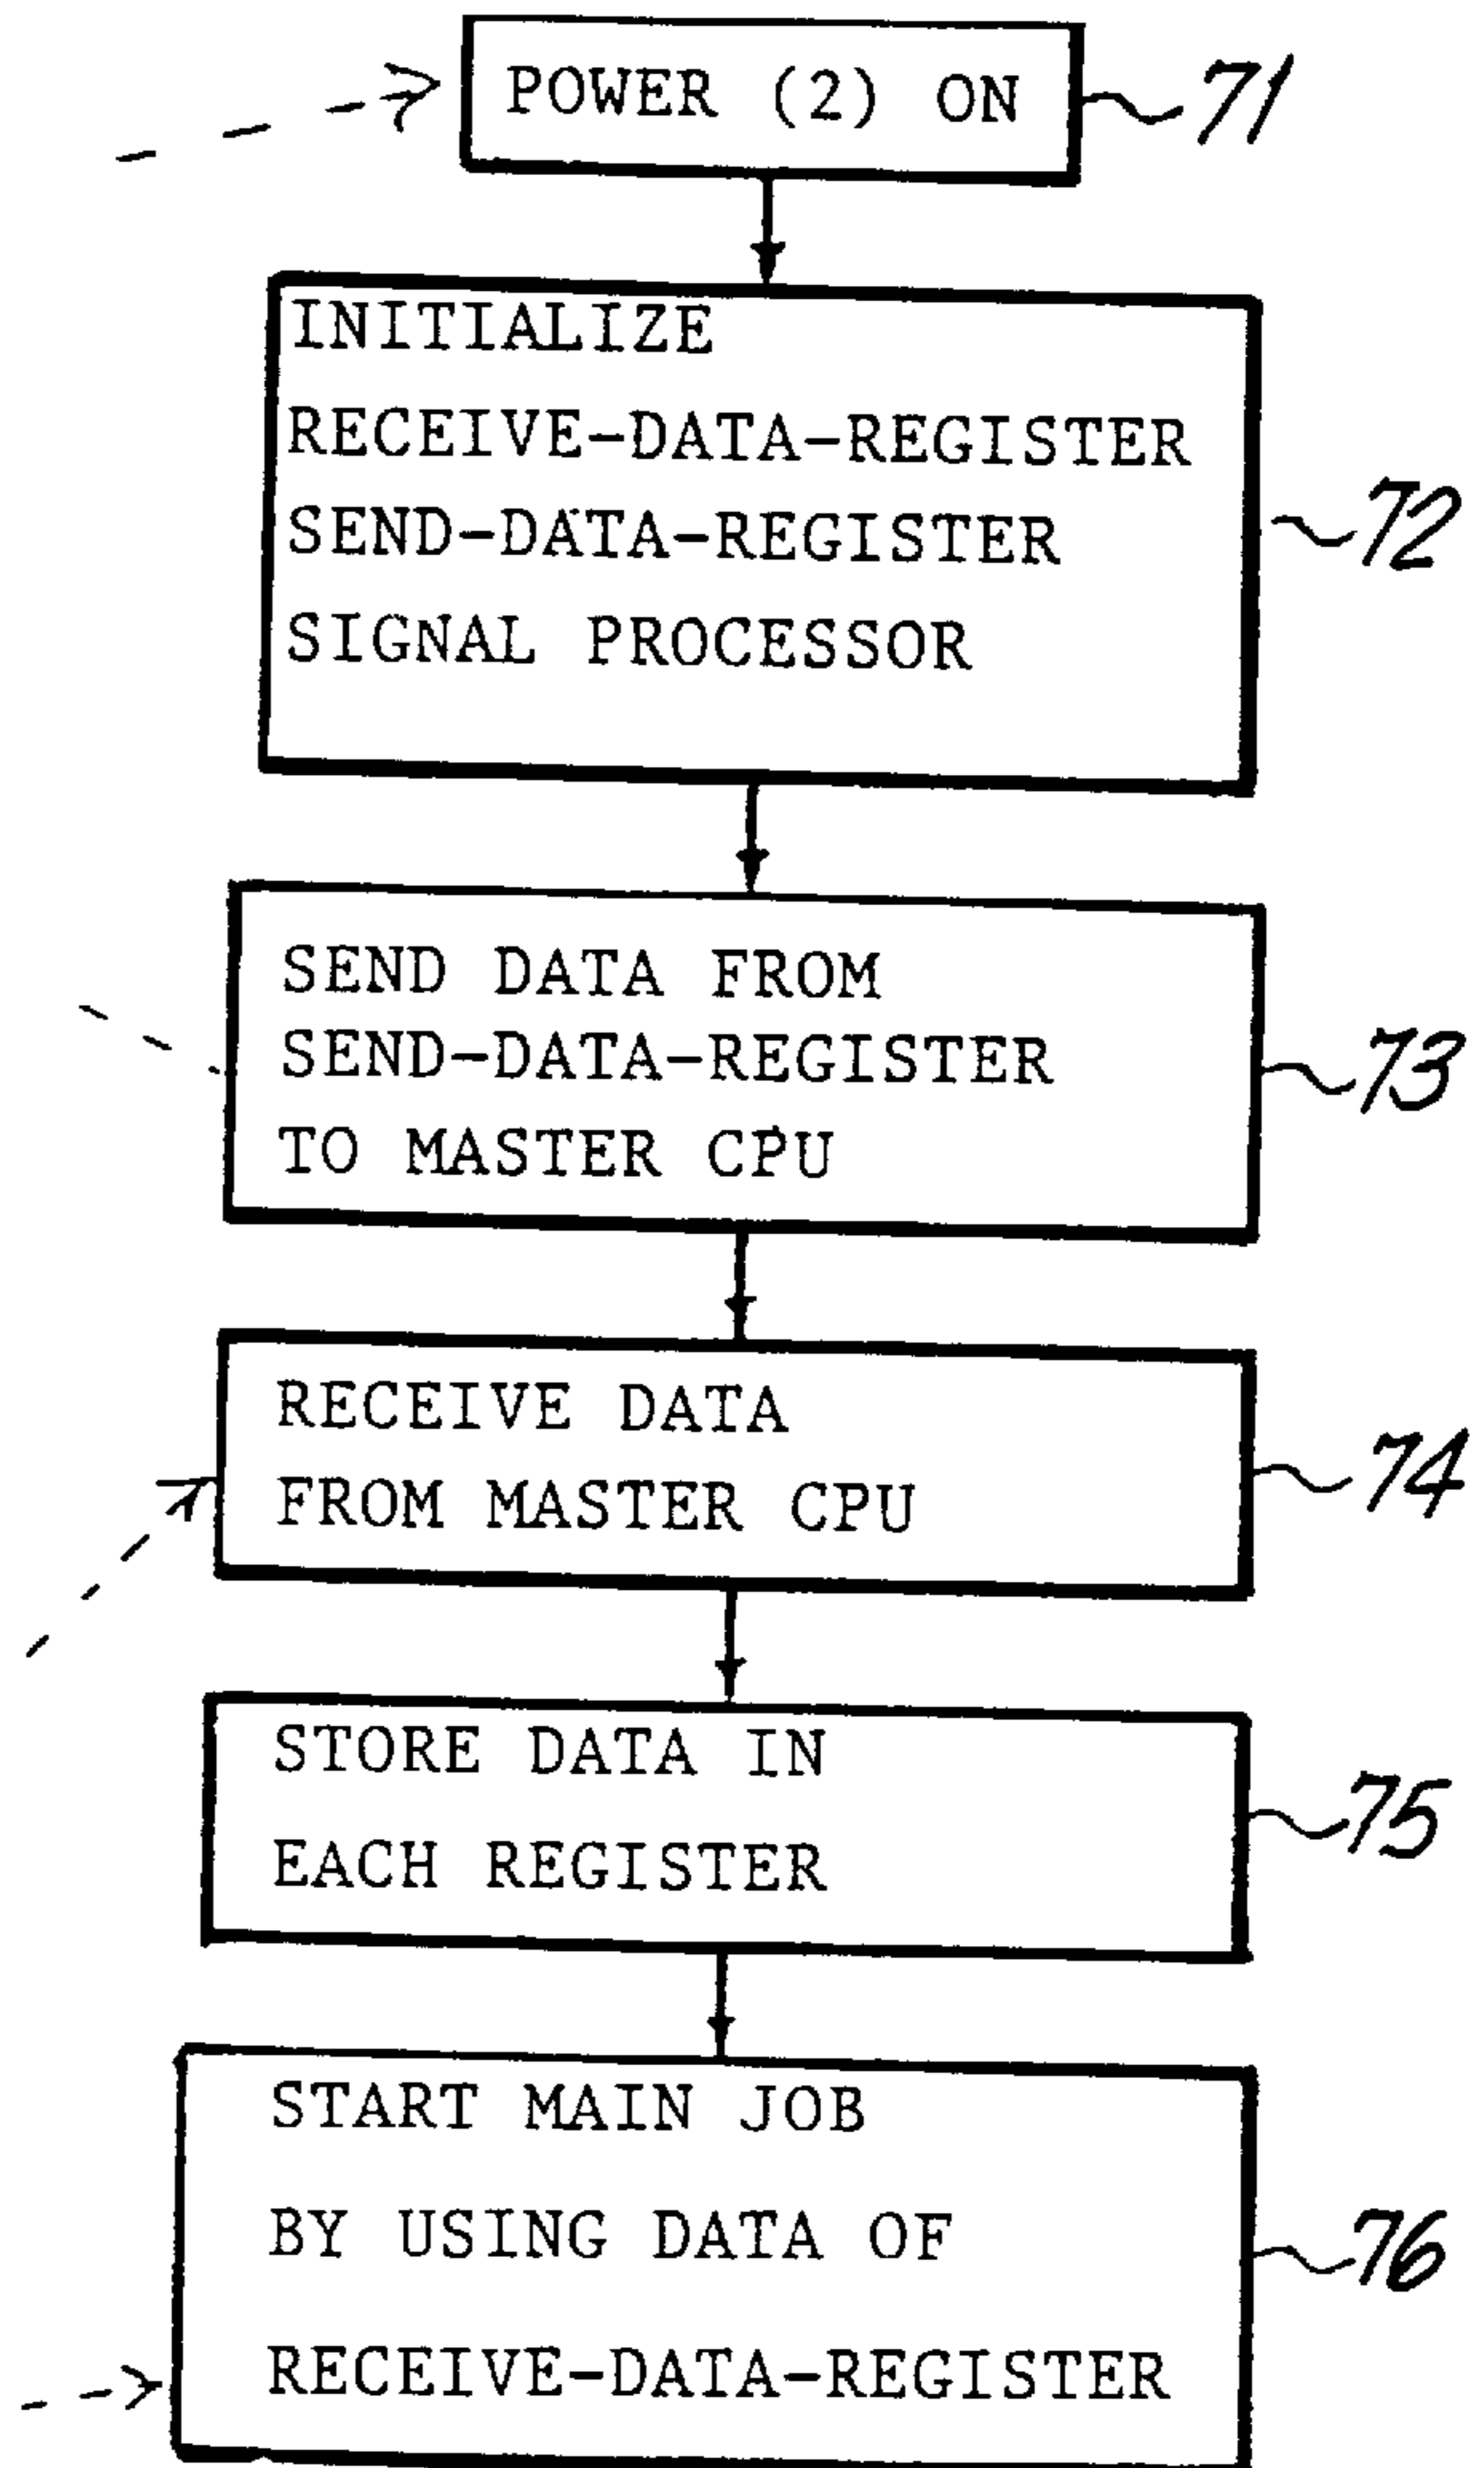 POWER (2) ON
71
INITIALIZE
RECEIVE-DATA-REGISTER
SEND-DATA-REGISTER
SIGNAL PROCESSOR
72
SEND DATA FROM
SEND-DATA-REGISTER
TO MASTER CPU
73
RECEIVE DATA
FROM MASTER CPU
74
STORE DATA IN
EACH REGISTER
75
START MAIN JOB
BY USING DATA OF
RECEIVE-DATA-REGISTER
76